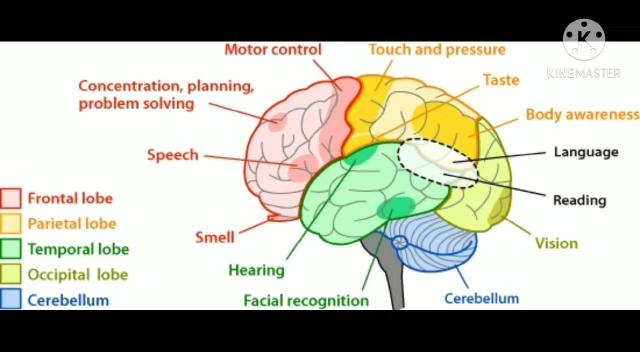 KINEMASTER
Motor control
Touch and pressure
Taste
Concentration, planning,
problem solving
Body awareness
Speech
Language
Reading
Frontal lobe
Parietal lobe
Temporal lobe
Occipital lobe
Cerebellum
Smell
Vision
Hearing
Facial recognition
Cerebellum